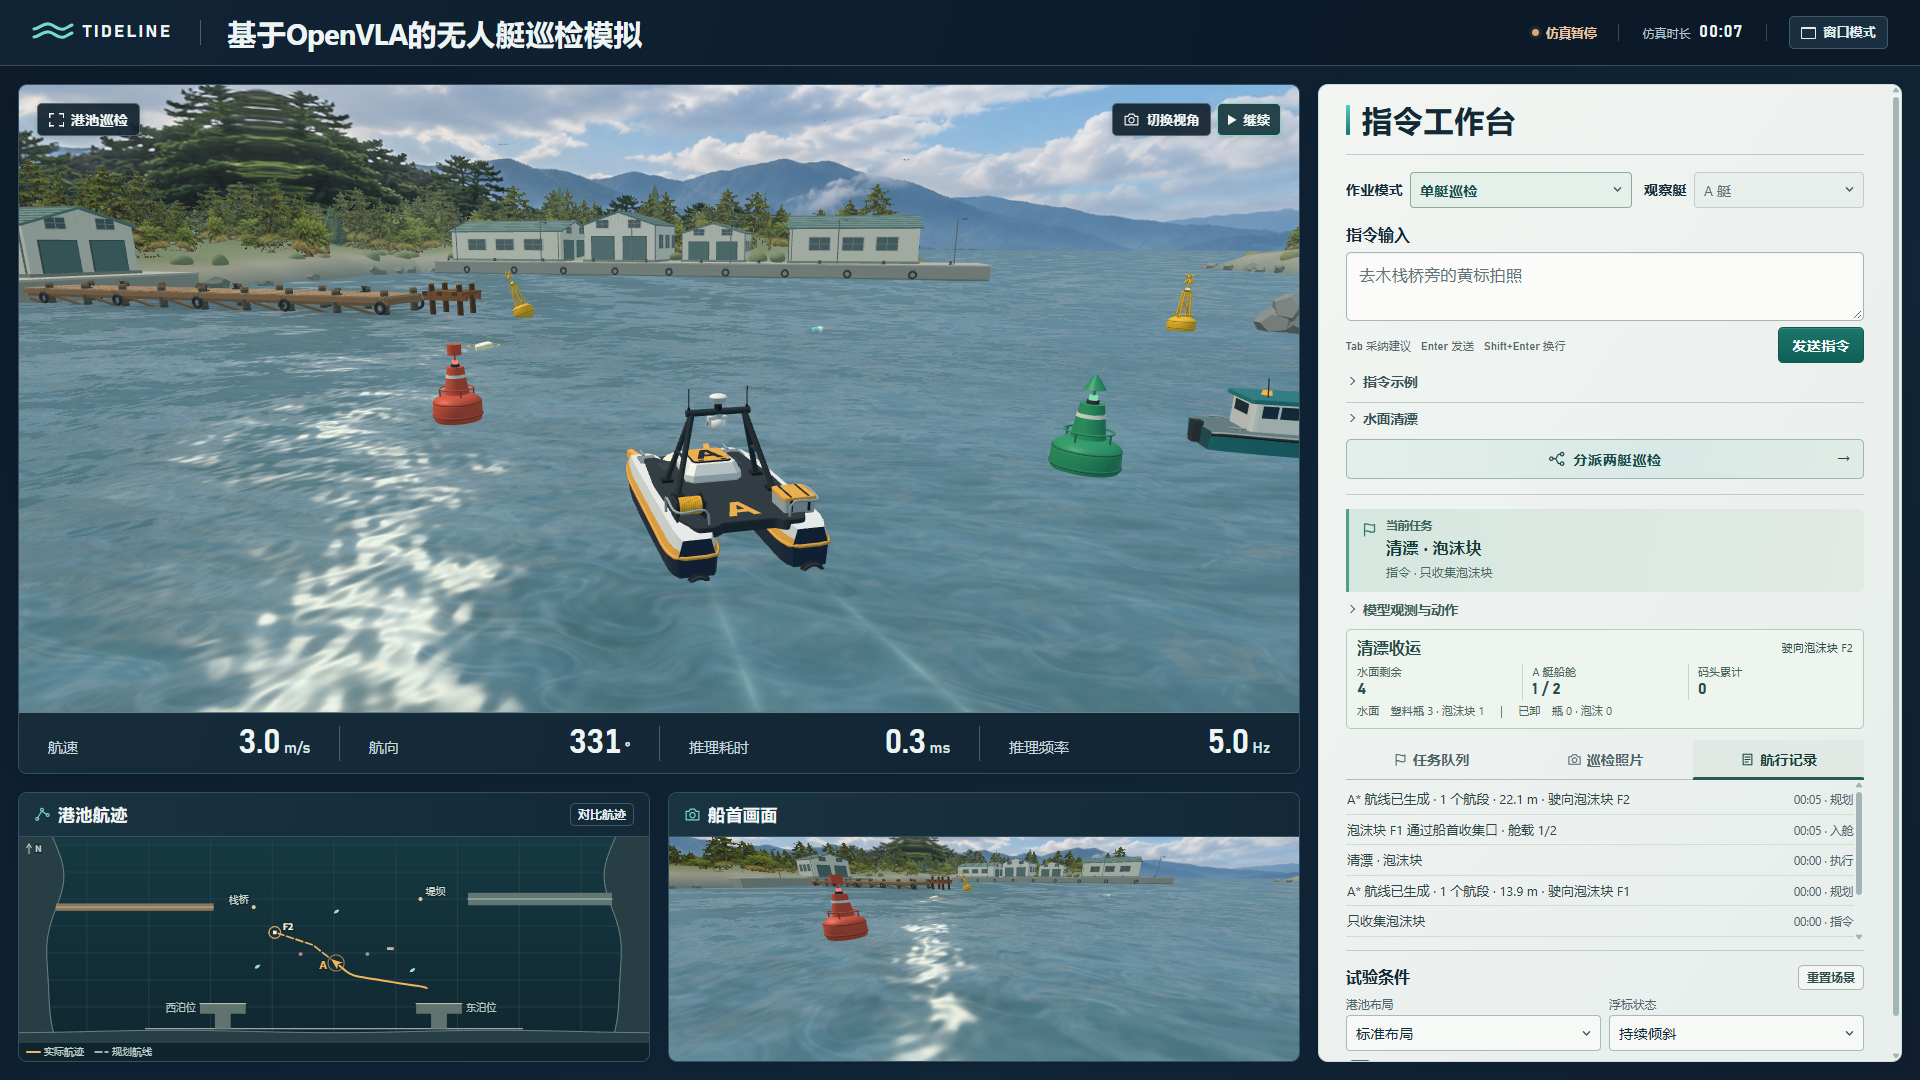 TIDELINE
基于OpenVLA的无人艇巡检模拟
仿真暂停
仿真时长 00:07
窗口模式
港池巡检
切换视角
继续
A
A
航速 3.0 m/s
航向 331°
推理耗时 0.3 ms
推理频率 5.0 Hz
港池航迹
对比航迹
N
栈桥
堤坝
F2
A
西泊位
东泊位
实际航迹 规划航线
船首画面
指令工作台
作业模式 单艇巡检 观察艇 A 艇
指令输入
去木栈桥旁的黄标拍照
Tab 采纳建议 Enter 发送 Shift+Enter 换行
发送指令
指令示例
水面清漂
分派两艇巡检 →
当前任务
清漂 · 泡沫块
指令 · 只收集泡沫块
模型观测与动作
清漂收运 驶向泡沫块 F2
水面剩余 A 艇船舱 码头累计
4 1 / 2 0
水面 塑料瓶 3 · 泡沫块 1 | 已卸 瓶 0 · 泡沫 0
任务队列 巡检照片 航行记录
A* 航线已生成 · 1 个航段 · 22.1 m · 驶向泡沫块 F2 00:05 · 规划
泡沫块 F1 通过船首收集口 · 舱载 1/2 00:05 · 入舱
清漂 · 泡沫块 00:00 · 执行
A* 航线已生成 · 1 个航段 · 13.9 m · 驶向泡沫块 F1 00:00 · 规划
只收集泡沫块 00:00 · 指令
试验条件 重置场景
港池布局 浮标状态
标准布局 持续倾斜